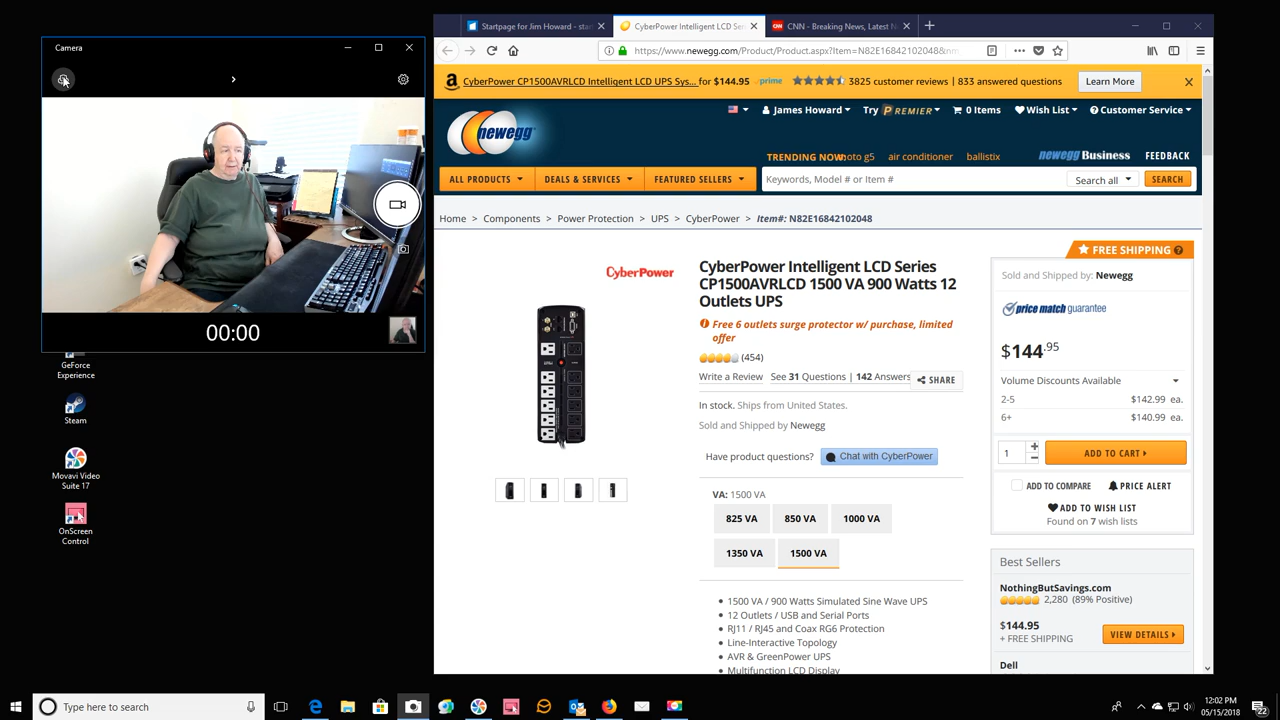 Camera
00:00
GeForce
Experience
Steam
Movavi Video
Suite 17
OnScreen
Control
Startpage for Jim Howard - star
CyberPower Intelligent LCD Seri
CNN - Breaking News, Latest N
https://www.newegg.com/Product/Product.aspx?Item=N82E16842102048&nm
CyberPower CP1500AVRLCD Intelligent LCD UPS Sys... for $144.95 prime 3825 customer reviews | 833 answered questions Learn More
newegg
James Howard Try PREMIER 0 Items Wish List Customer Service
TRENDING NOW: moto g5 air conditioner ballistix newegg Business FEEDBACK
ALL PRODUCTS DEALS & SERVICES FEATURED SELLERS Keywords, Model # or Item # Search all SEARCH
Home > Components > Power Protection > UPS > CyberPower > Item#: N82E16842102048
CyberPower
CyberPower Intelligent LCD Series
CP1500AVRLCD 1500 VA 900 Watts 12
Outlets UPS
Free 6 outlets surge protector w/ purchase, limited
offer
(454)
Write a Review See 31 Questions | 142 Answers SHARE
In stock. Ships from United States.
Sold and Shipped by Newegg
Have product questions? Chat with CyberPower
VA: 1500 VA
825 VA 850 VA 1000 VA
1350 VA 1500 VA
1500 VA / 900 Watts Simulated Sine Wave UPS
12 Outlets / USB and Serial Ports
RJ11 / RJ45 and Coax RG6 Protection
Line-Interactive Topology
AVR & GreenPower UPS
Multifunction LCD Display
FREE SHIPPING
Sold and Shipped by: Newegg
price match guarantee
$144.95
Volume Discounts Available
2-5 $142.99 ea.
6+ $140.99 ea.
1 ADD TO CART
ADD TO COMPARE PRICE ALERT
ADD TO WISH LIST
Found on 7 wish lists
Best Sellers
NothingButSavings.com
2,280 (89% Positive)
$144.95
+ FREE SHIPPING VIEW DETAILS
Dell
Type here to search
12:02 PM
05/15/2018
22